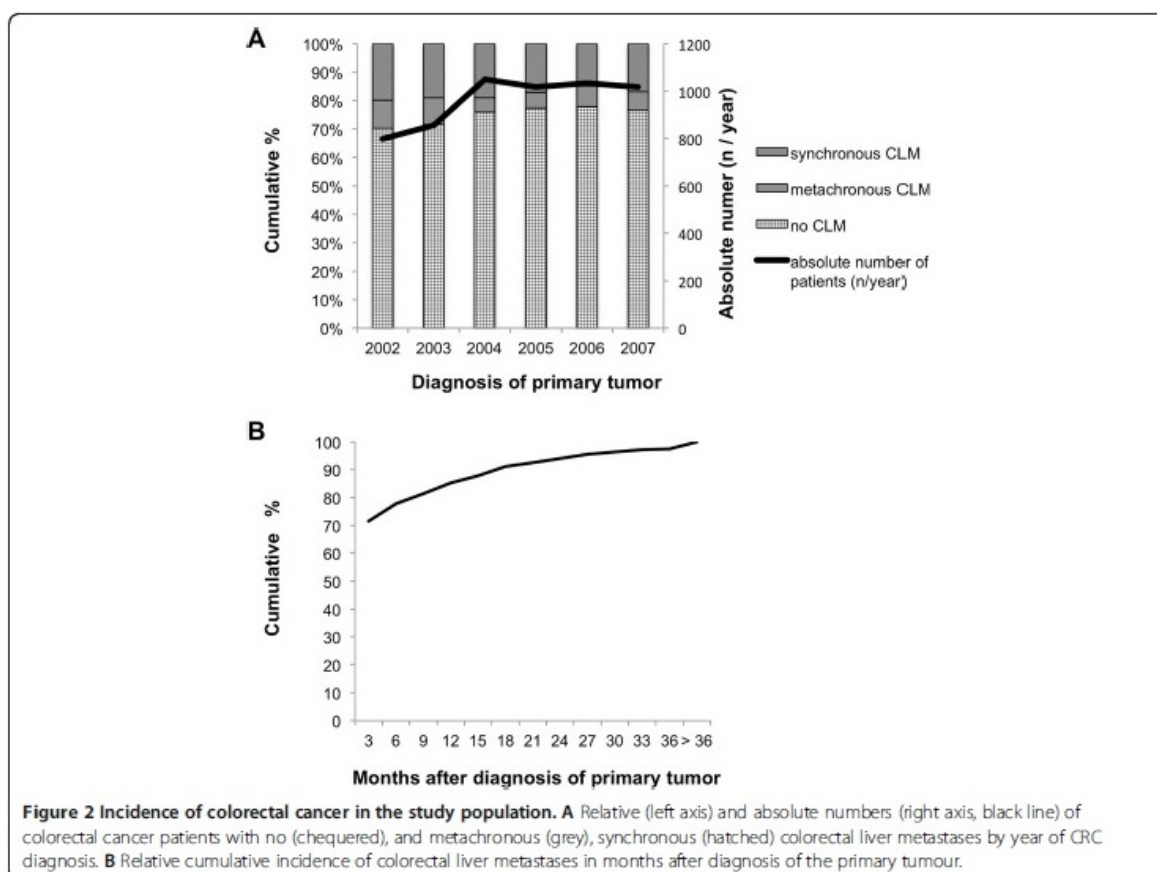 A
100%
90%
80%
70%
60%
50%
40%
30%
20%
10%
0%
Cumulative %
1200
1000
800
600
400
200
0
Absolute numer (n / year)
2002 2003 2004 2005 2006 2007
Diagnosis of primary tumor
synchronous CLM
metachronous CLM
no CLM
absolute number of
patients (n/year)
B
100
90
80
70
60
50
40
30
20
10
0
Cumulative %
3 6 9 12 15 18 21 24 27 30 33 36 > 36
Months after diagnosis of primary tumor
Figure 2 Incidence of colorectal cancer in the study population. A Relative (left axis) and absolute numbers (right axis, black line) of
colorectal cancer patients with no (chequered), and metachronous (grey), synchronous (hatched) colorectal liver metastases by year of CRC
diagnosis. B Relative cumulative incidence of colorectal liver metastases in months after diagnosis of the primary tumour.